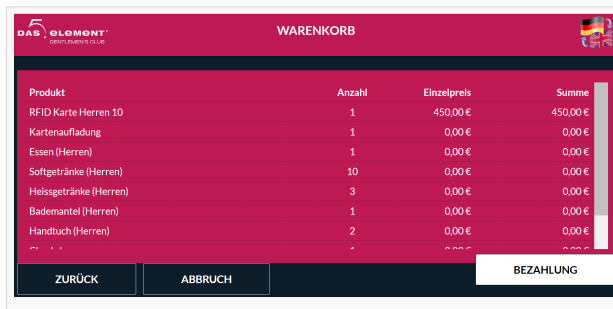 DAS 5. ELEMENT
GENTLEMEN'S CLUB
WARENKORB
Produkt Anzahl Einzelpreis Summe
RFID Karte Herren 10 1 450,00 € 450,00 €
Kartenaufladung 1 0,00 € 0,00 €
Essen (Herren) 1 0,00 € 0,00 €
Softgetränke (Herren) 10 0,00 € 0,00 €
Heissgetränke (Herren) 3 0,00 € 0,00 €
Bademantel (Herren) 1 0,00 € 0,00 €
Handtuch (Herren) 2 0,00 € 0,00 €
ZURÜCK ABBRUCH BEZAHLUNG